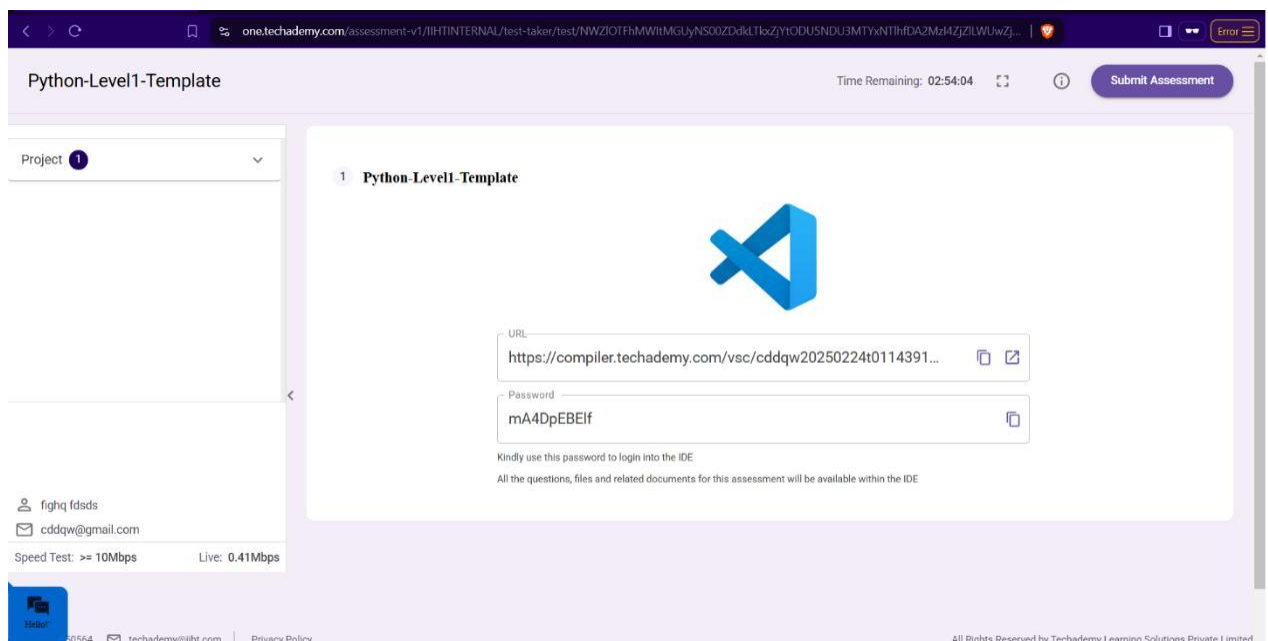 one.techademy.com/assessment-v1/IIHTINTERNAL/test-taker/test/
Error
Python-Level1-Template
Time Remaining: 02:54:04
Submit Assessment
Project 1
1 Python-Level1-Template
URL
https://compiler.techademy.com/vsc/cddqw20250224t0114391...
Password
mA4DpEBElf
Kindly use this password to login into the IDE
All the questions, files and related documents for this assessment will be available within the IDE
fighq fdsds
cddqw@gmail.com
Speed Test: >= 10Mbps Live: 0.41Mbps
Hello!
50564 techademy@iiht.com Privacy Policy All Rights Reserved by Techademy Learning Solutions Private Limited